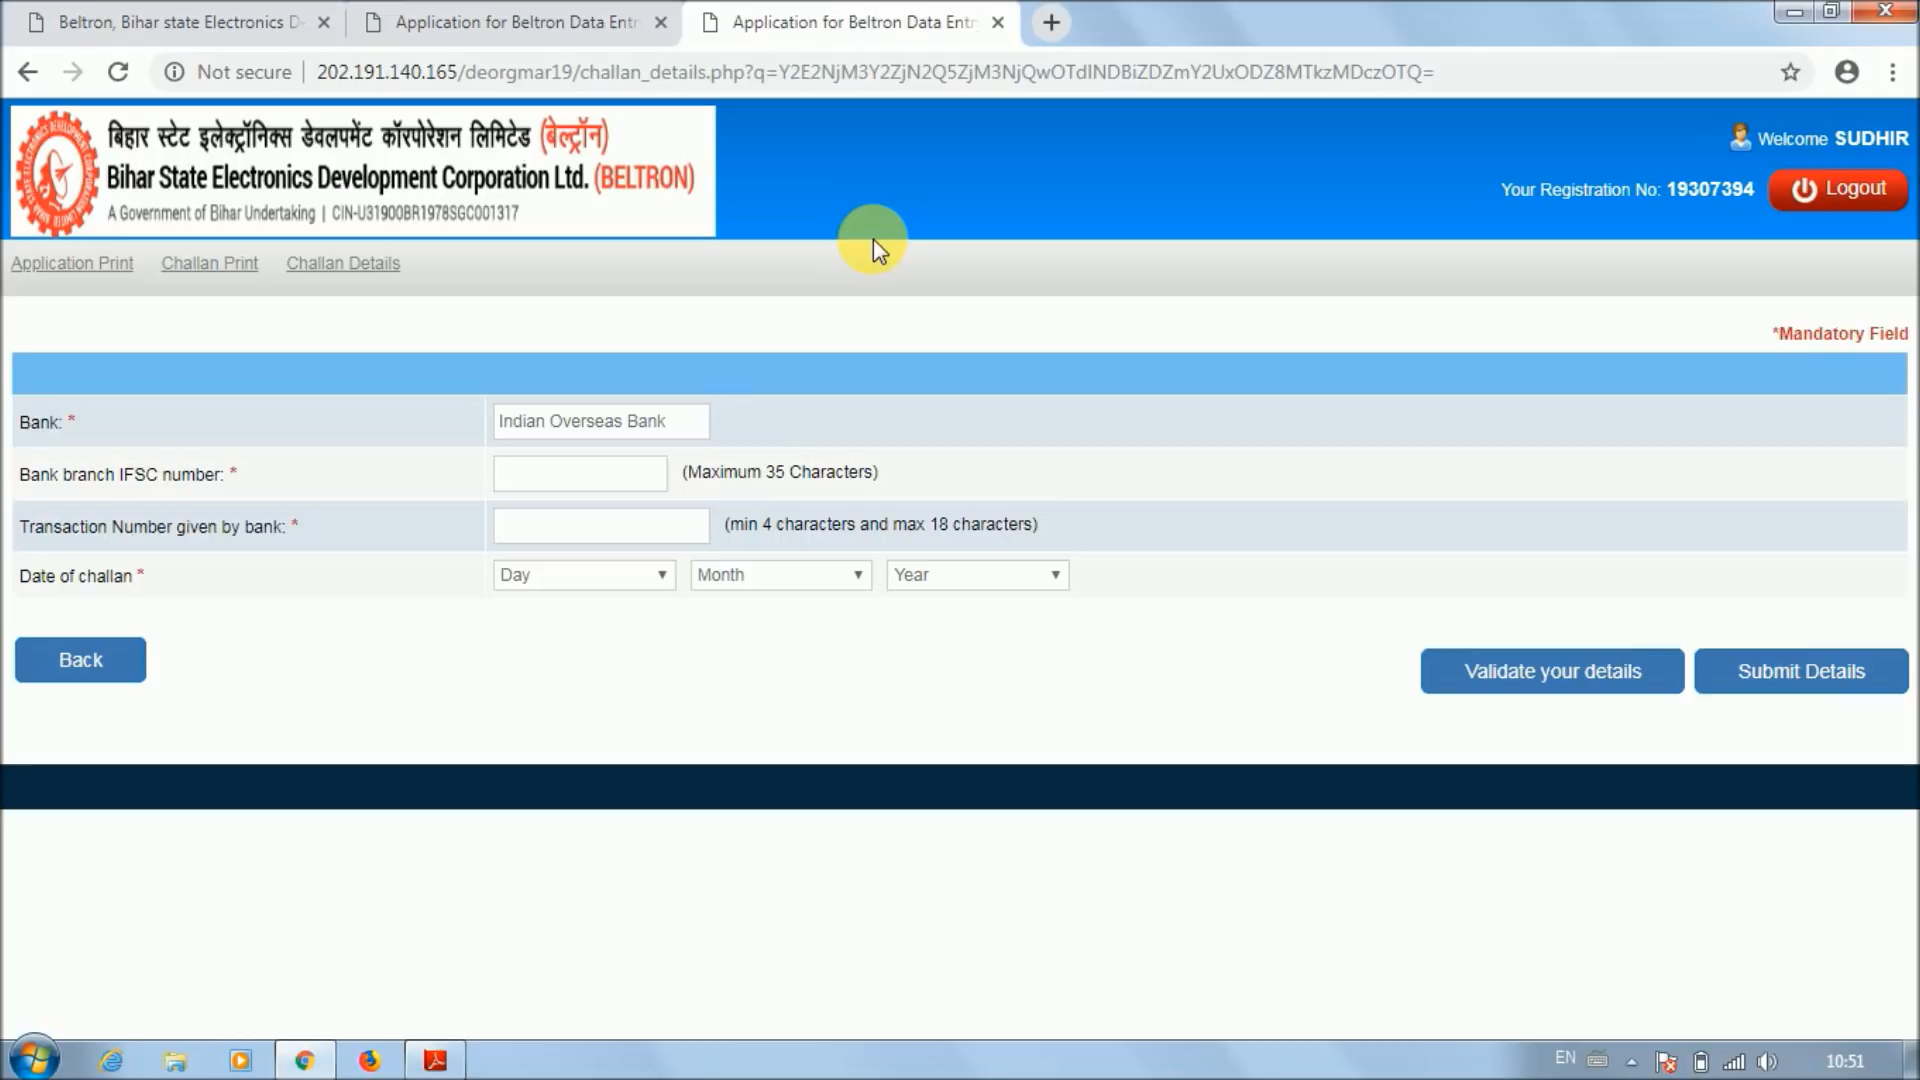 Beltron, Bihar state Electronics D
Application for Beltron Data Entr
Application for Beltron Data Entr
Not secure
202.191.140.165/deorgmar19/challan_details.php?q=Y2E2NjM3Y2ZjN2Q5ZjM3NjQwOTdlNDBiZDZmY2UxODZ8MTkzMDczOTQ=
बिहार स्टेट इलेक्ट्रॉनिक्स डेवलपमेंट कॉरपोरेशन लिमिटेड (बेल्ट्रॉन)
Bihar State Electronics Development Corporation Ltd. (BELTRON)
A Government of Bihar Undertaking | CIN-U31900BR1978SGC001317
Welcome SUDHIR
Your Registration No: 19307394
Logout
Application Print Challan Print Challan Details
*Mandatory Field
Bank: * Indian Overseas Bank
Bank branch IFSC number: * (Maximum 35 Characters)
Transaction Number given by bank: * (min 4 characters and max 18 characters)
Date of challan * Day Month Year
Back
Validate your details Submit Details
EN 10:51